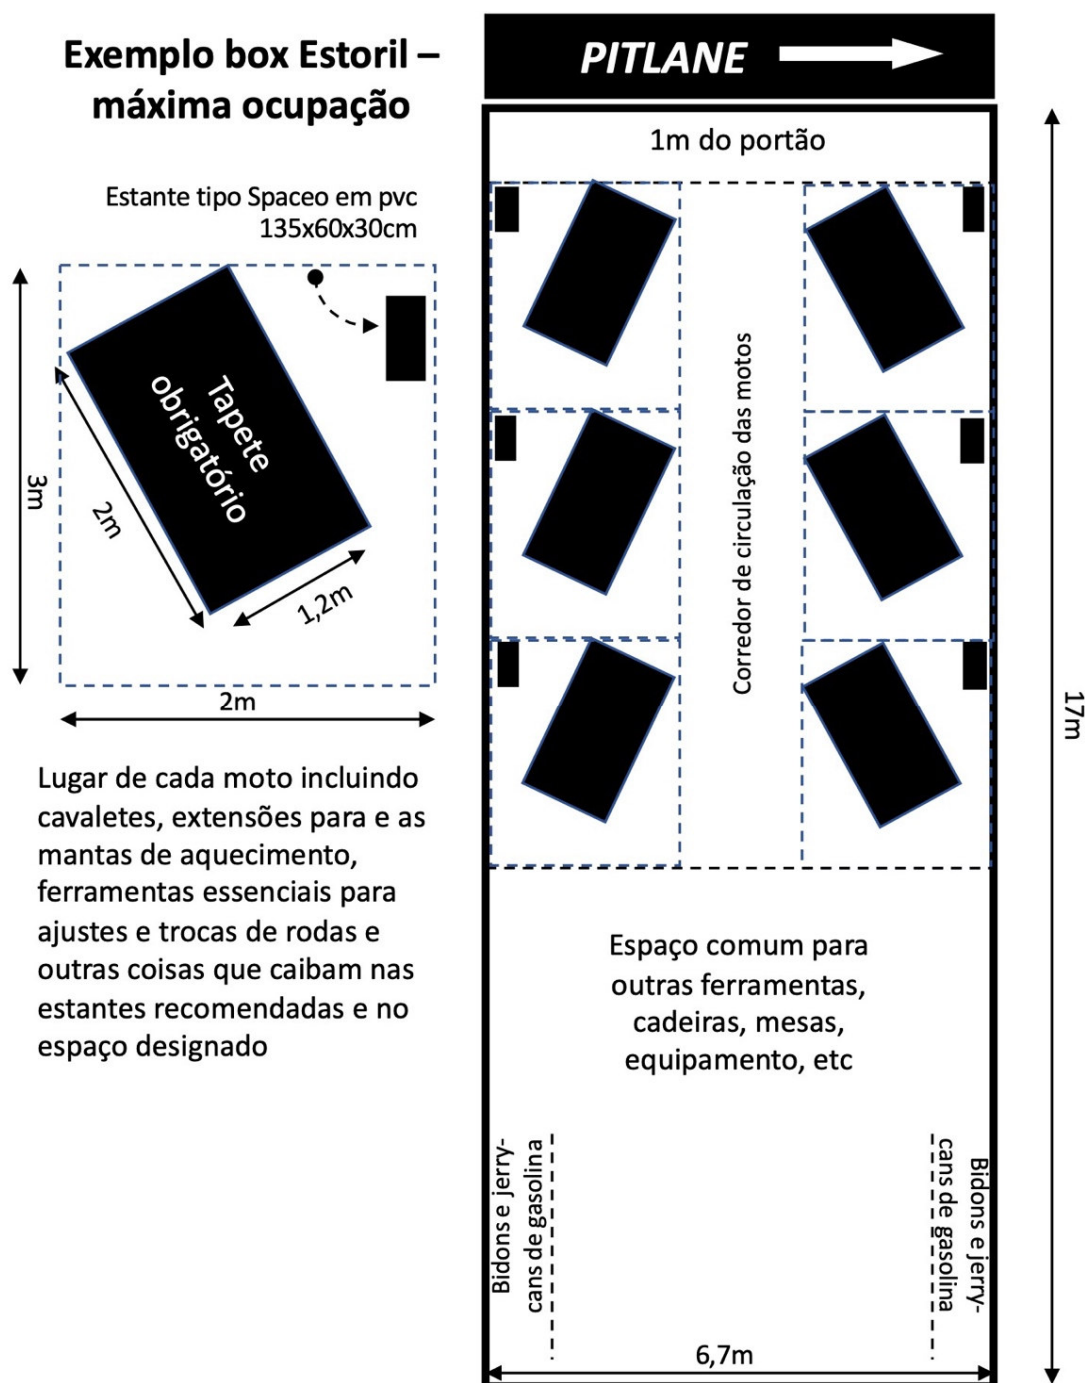 Exemplo box Estoril –
máxima ocupação
Estante tipo Spaceo em pvc
135x60x30cm
Tapete
obrigatório
3m
2m
1,2m
2m
Lugar de cada moto incluindo
cavaletes, extensões para e as
mantas de aquecimento,
ferramentas essenciais para
ajustes e trocas de rodas e
outras coisas que caibam nas
estantes recomendadas e no
espaço designado
PITLANE
1m do portão
Corredor de circulação das motos
17m
Espaço comum para
outras ferramentas,
cadeiras, mesas,
equipamento, etc
Bidons e jerry-
cans de gasolina
Bidons e jerry-
cans de gasolina
6,7m